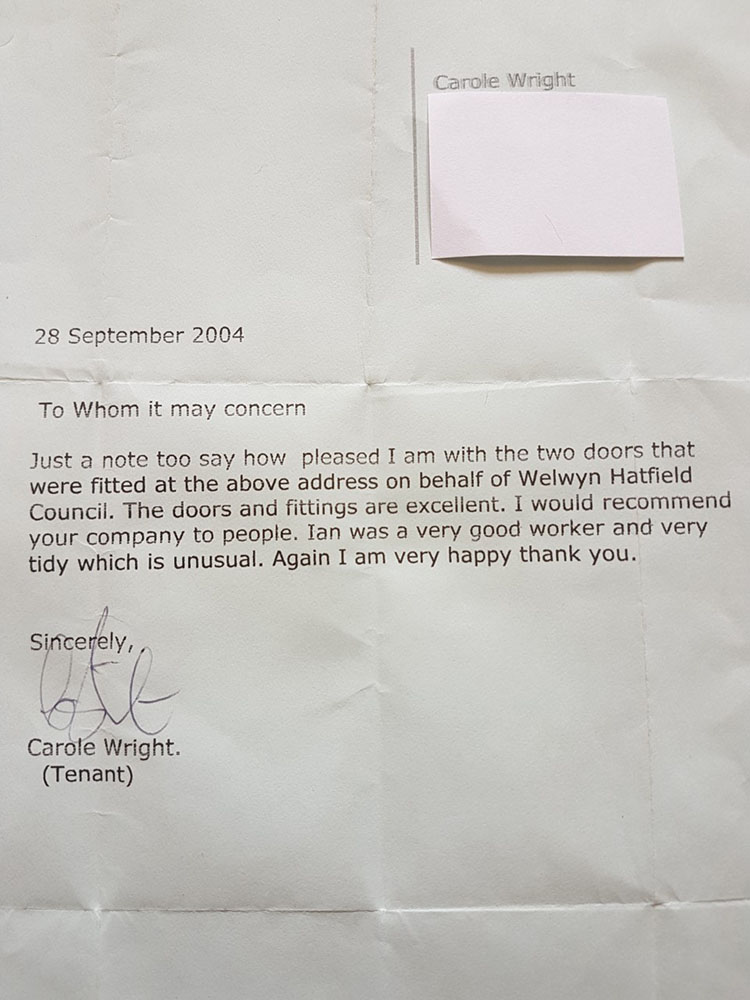 Carole Wright
28 September 2004
To Whom it may concern
Just a note too say how  pleased I am with the two doors that
were fitted at the above address on behalf of Welwyn Hatfield
Council. The doors and fittings are excellent. I would recommend
your company to people. Ian was a very good worker and very
tidy which is unusual. Again I am very happy thank you.
Sincerely,
Carole Wright.
(Tenant)